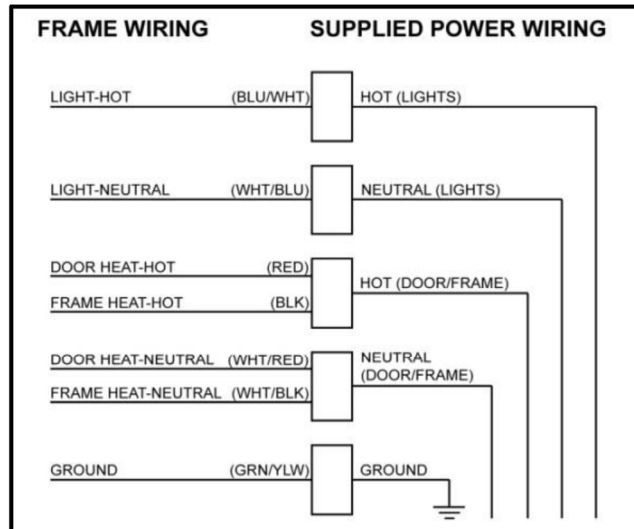 FRAME WIRING SUPPLIED POWER WIRING
LIGHT-HOT (BLU/WHT) HOT (LIGHTS)
LIGHT-NEUTRAL (WHT/BLU) NEUTRAL (LIGHTS)
DOOR HEAT-HOT (RED)
HOT (DOOR/FRAME)
FRAME HEAT-HOT (BLK)
DOOR HEAT-NEUTRAL (WHT/RED) NEUTRAL
(DOOR/FRAME)
FRAME HEAT-NEUTRAL (WHT/BLK)
GROUND (GRN/YLW) GROUND